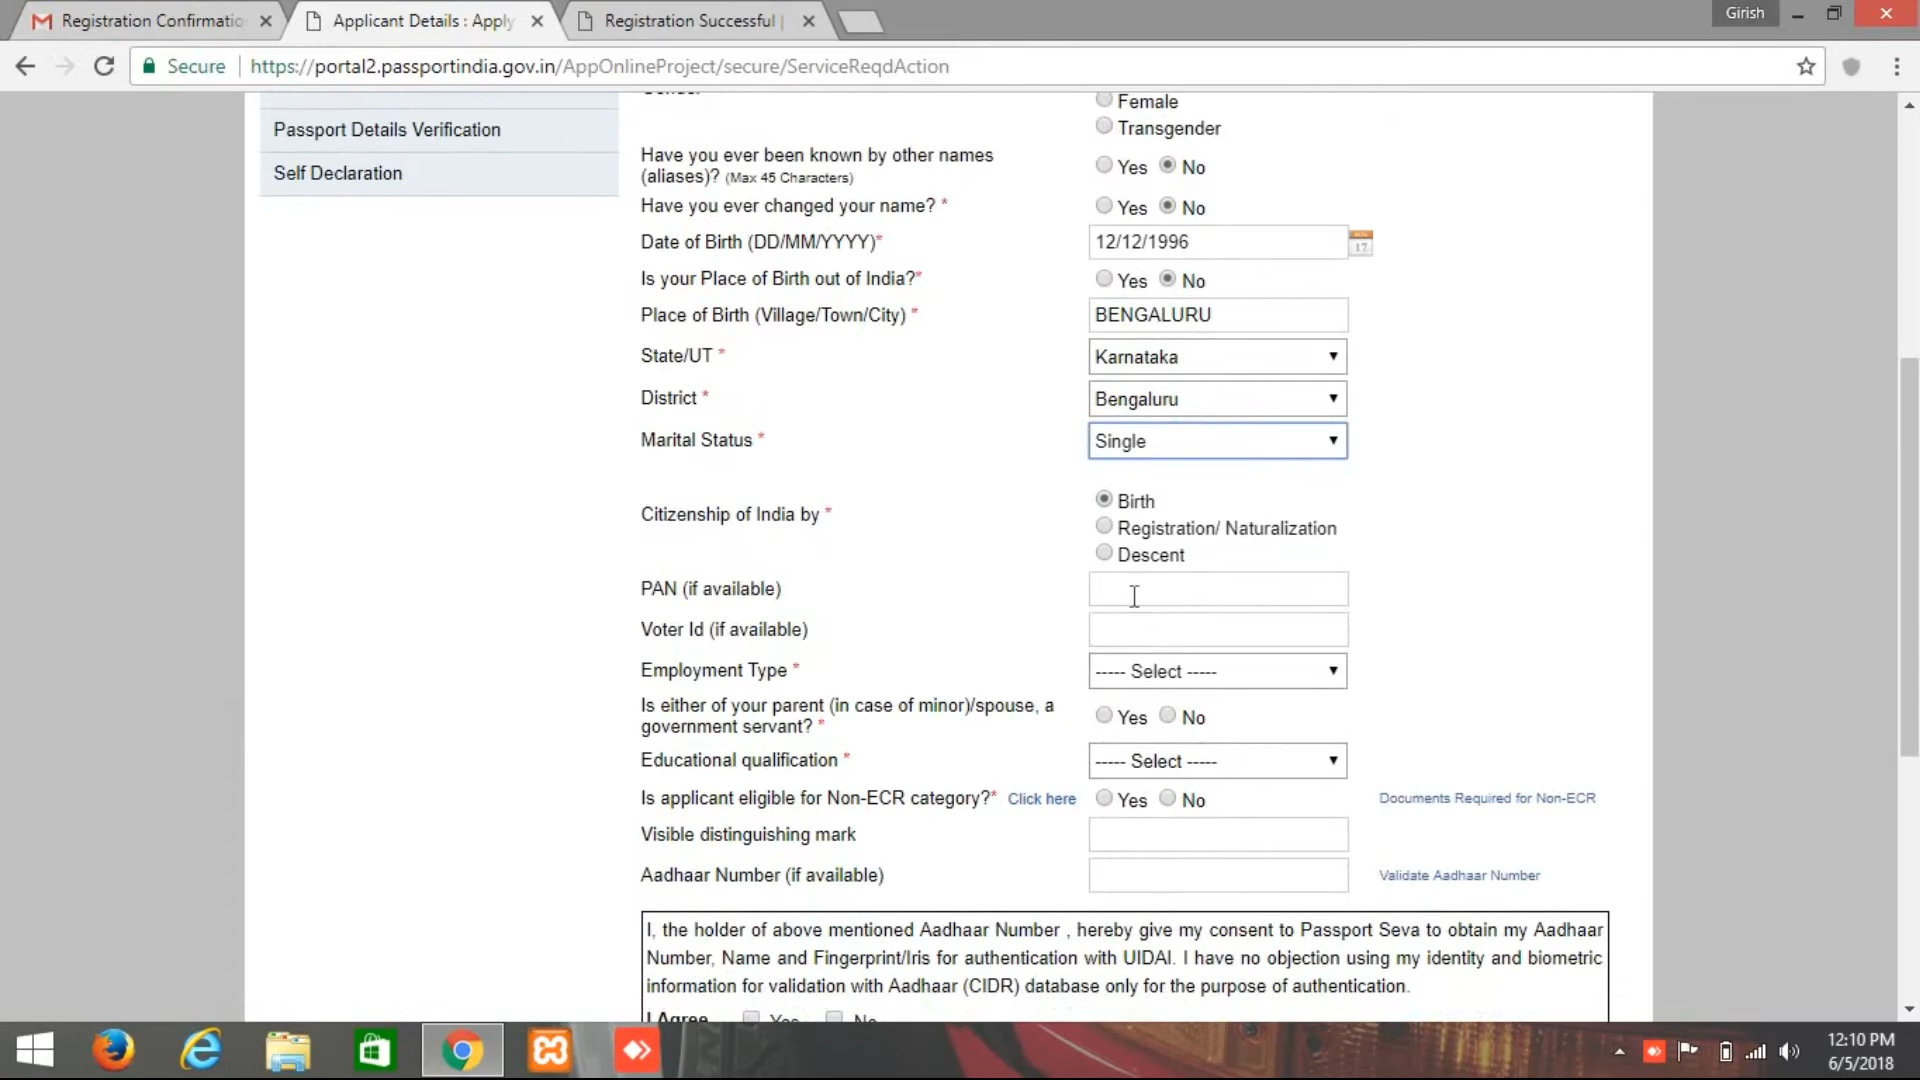 Registration Confirmatio
Applicant Details : Apply
Registration Successful |
Girish
Secure
https://portal2.passportindia.gov.in/AppOnlineProject/secure/ServiceReqdAction
Female
Passport Details Verification
Transgender
Self Declaration
Have you ever been known by other names
(aliases)? (Max 45 Characters)
Yes No
Have you ever changed your name? *
Yes No
Date of Birth (DD/MM/YYYY)*
12/12/1996
17
Is your Place of Birth out of India?*
Yes No
Place of Birth (Village/Town/City) *
BENGALURU
State/UT *
Karnataka
District *
Bengaluru
Marital Status *
Single
Citizenship of India by *
Birth
Registration/ Naturalization
Descent
PAN (if available)
Voter Id (if available)
Employment Type *
----- Select -----
Is either of your parent (in case of minor)/spouse, a
government servant? *
Yes No
Educational qualification *
----- Select -----
Is applicant eligible for Non-ECR category?* Click here
Yes No
Documents Required for Non-ECR
Visible distinguishing mark
Aadhaar Number (if available)
Validate Aadhaar Number
I, the holder of above mentioned Aadhaar Number , hereby give my consent to Passport Seva to obtain my Aadhaar
Number, Name and Fingerprint/Iris for authentication with UIDAI. I have no objection using my identity and biometric
information for validation with Aadhaar (CIDR) database only for the purpose of authentication.
I Agree Yes No
12:10 PM
6/5/2018